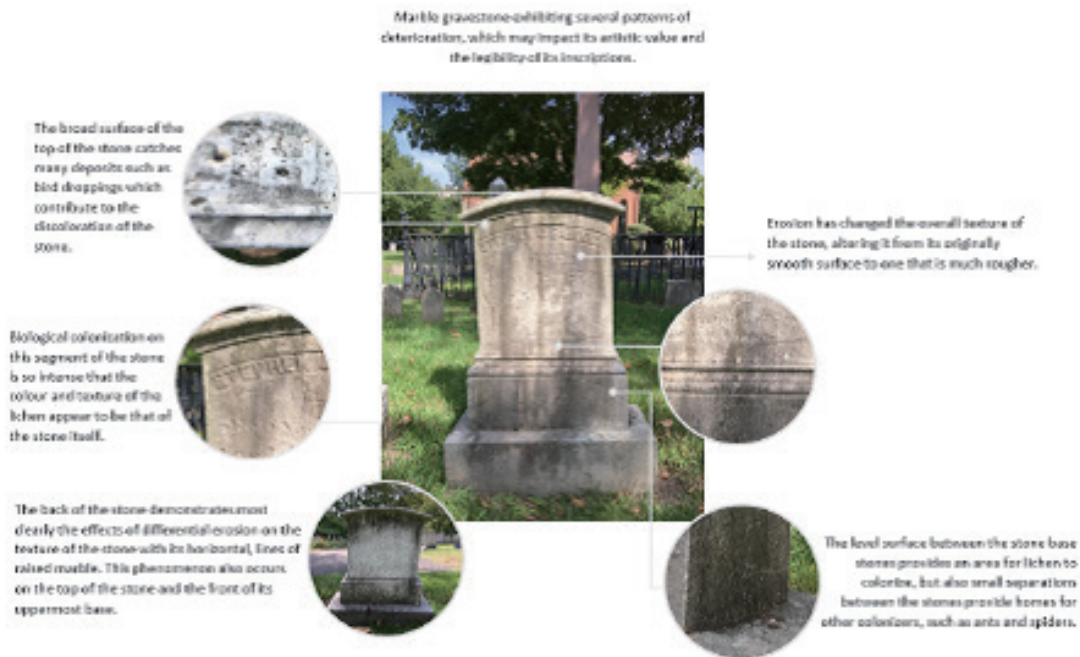 Marble gravestone exhibiting several patterns of
deterioration, which may impact its artistic value and
the legibility of its inscriptions.
The broad surface of the
top of the stone catches
many deposits such as
bird droppings which
contribute to the
discoloration of the
stone.
Erosion has changed the overall texture of
the stone, altering it from its originally
smooth surface to one that is much rougher.
Biological colonization on
this segment of the stone
is so intense that the
colour and texture of the
lichen appear to be that of
the stone itself.
The back of the stone demonstrates most
clearly the effects of differential erosion on the
texture of the stone with its horizontal, lines of
raised marble. This phenomenon also occurs
on the top of the stone and the front of its
uppermost base.
The level surface between the stone base
stones provides an area for lichen to
colonize, but also small separations
between the stones provide homes for
other colonizers, such as ants and spiders.